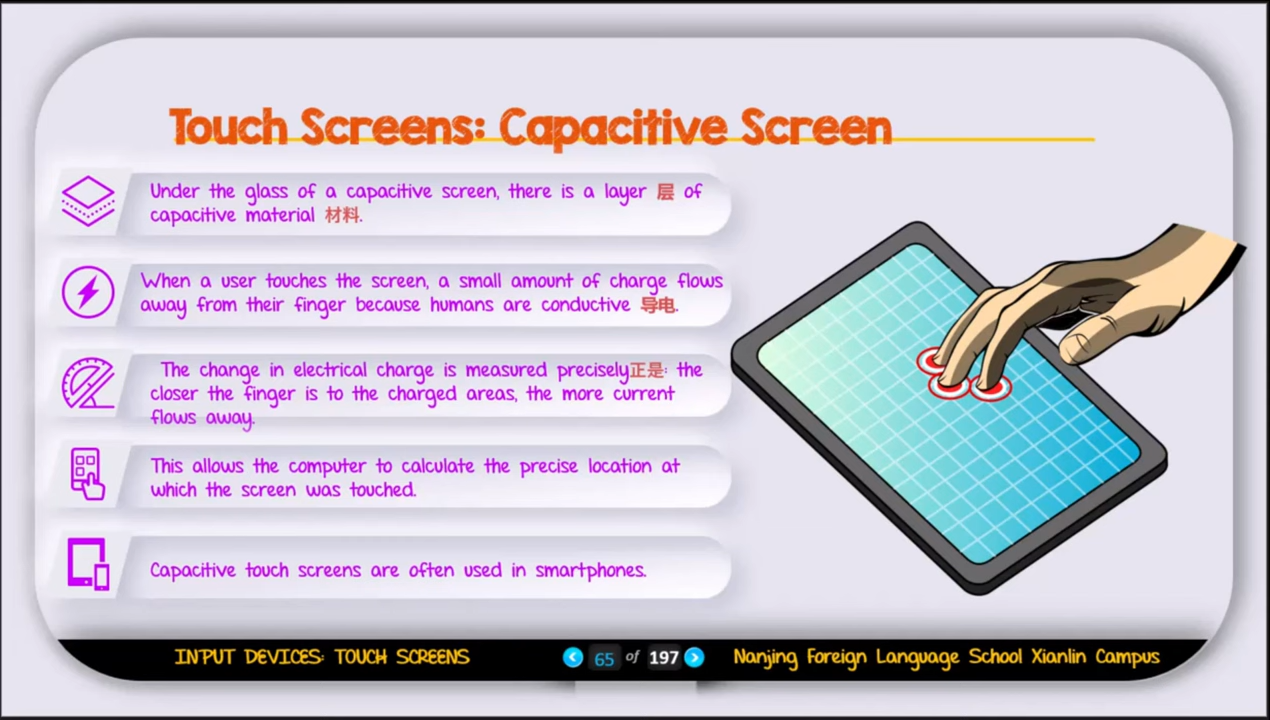 Touch Screens: Capacitive Screen
Under the glass of a capacitive screen, there is a layer 层 of
capacitive material 材料.
When a user touches the screen, a small amount of charge flows
away from their finger because humans are conductive 导电.
The change in electrical charge is measured precisely正是: the
closer the finger is to the charged areas, the more current
flows away.
This allows the computer to calculate the precise location at
which the screen was touched.
Capacitive touch screens are often used in smartphones.
INPUT DEVICES: TOUCH SCREENS
65 of 197
Nanjing Foreign Language School Xianlin Campus